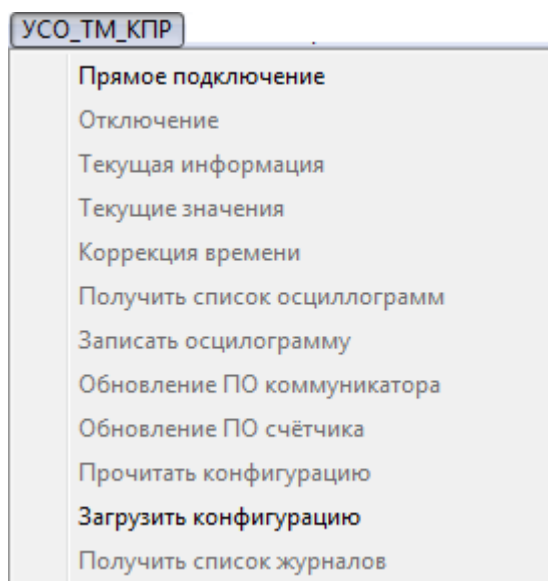 УСО_ТМ_КПР
Прямое подключение
Отключение
Текущая информация
Текущие значения
Коррекция времени
Получить список осциллограмм
Записать осцилограмму
Обновление ПО коммуникатора
Обновление ПО счётчика
Прочитать конфигурацию
Загрузить конфигурацию
Получить список журналов